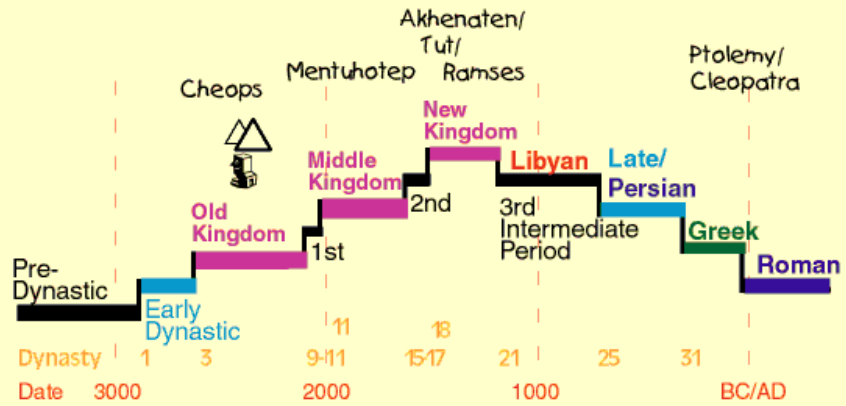 Akhenaten/
Tut/
Ramses
Ptolemy/
Cleopatra
Mentuhotep
Cheops
New
Kingdom
Middle
Kingdom
Libyan
Late/
Persian
Old
Kingdom
2nd
3rd
Intermediate
Period
Greek
1st
Pre-
Dynastic
Roman
Early
Dynastic
11
18
Dynasty 1 3 9-11 15-17 21 25 31
Date 3000 2000 1000 BC/AD